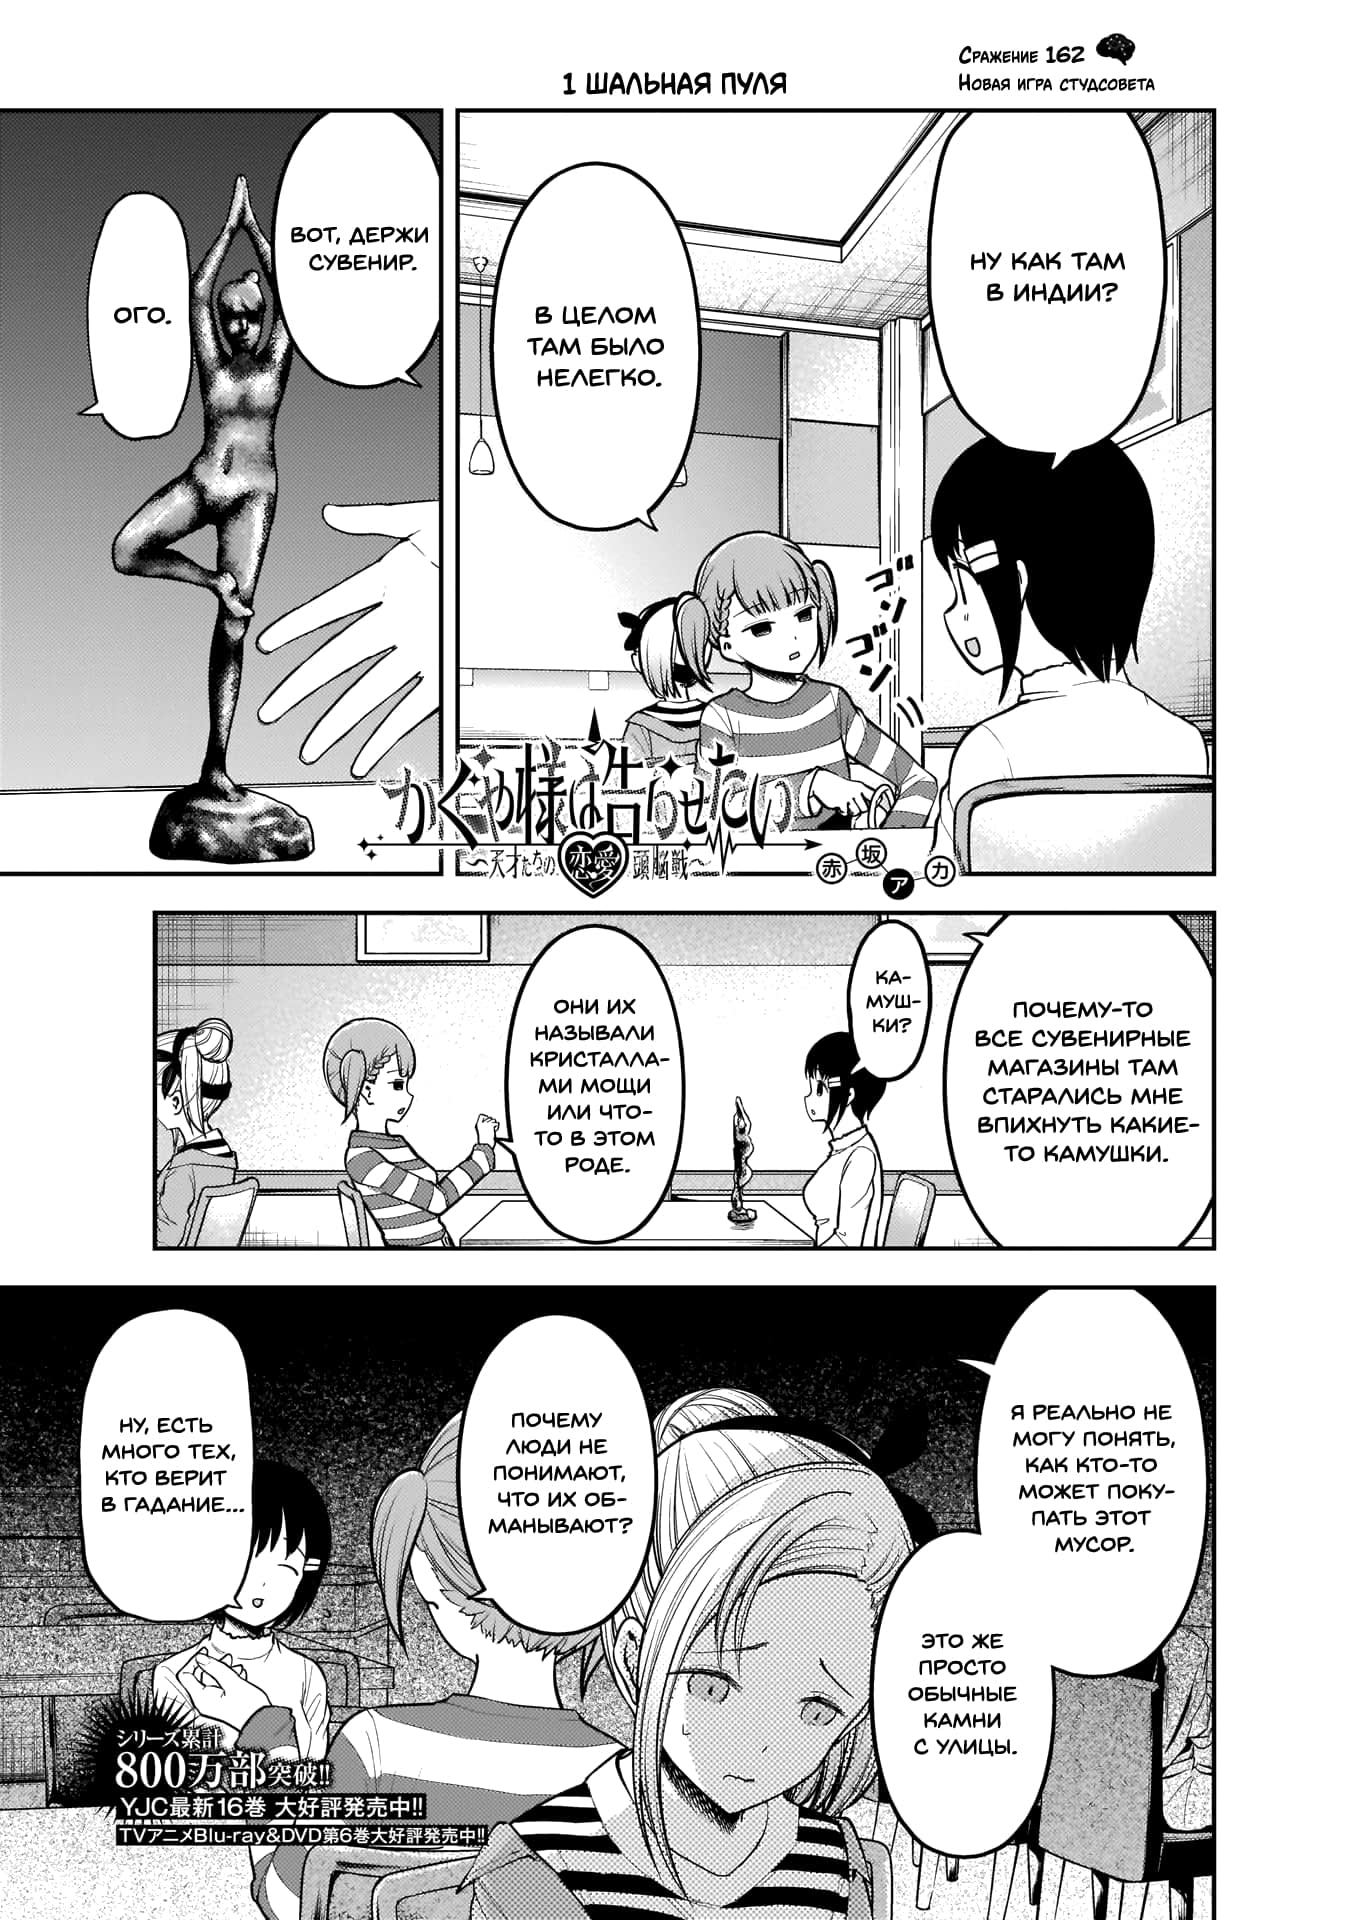 Сражение 162
Новая игра студсовета
1 ШАЛЬНАЯ ПУЛЯ
НУ КАК ТАМ
В ИНДИИ?
В ЦЕЛОМ
ТАМ БЫЛО
НЕЛЕГКО.
ゴソ
ゴソ
ВОТ, ДЕРЖИ
СУВЕНИР.
ОГО.
かぐや様は告らせたい
～天才たちの恋愛頭脳戦～
赤坂アカ
ПОЧЕМУ-ТО
ВСЕ СУВЕНИРНЫЕ
МАГАЗИНЫ ТАМ
СТАРАЛИСЬ МНЕ
ВПИХНУТЬ КАКИЕ-
ТО КАМУШКИ.
КА-
МУШ-
КИ?
ОНИ ИХ
НАЗЫВАЛИ
КРИСТАЛЛА-
МИ МОЩИ
ИЛИ ЧТО-
ТО В ЭТОМ
РОДЕ.
Я РЕАЛЬНО НЕ
МОГУ ПОНЯТЬ,
КАК КТО-ТО
МОЖЕТ ПОКУ-
ПАТЬ ЭТОТ
МУСОР.
ЭТО ЖЕ
ПРОСТО
ОБЫЧНЫЕ
КАМНИ
С УЛИЦЫ.
ПОЧЕМУ
ЛЮДИ НЕ
ПОНИМАЮТ,
ЧТО ИХ ОБ-
МАНЫВАЮТ?
НУ, ЕСТЬ
МНОГО ТЕХ,
КТО ВЕРИТ
В ГАДАНИЕ...
シリーズ累計
800万部突破!!
YJC最新16巻 大好評発売中!!
TVアニメBlu-ray&DVD第6巻大好評発売中!!